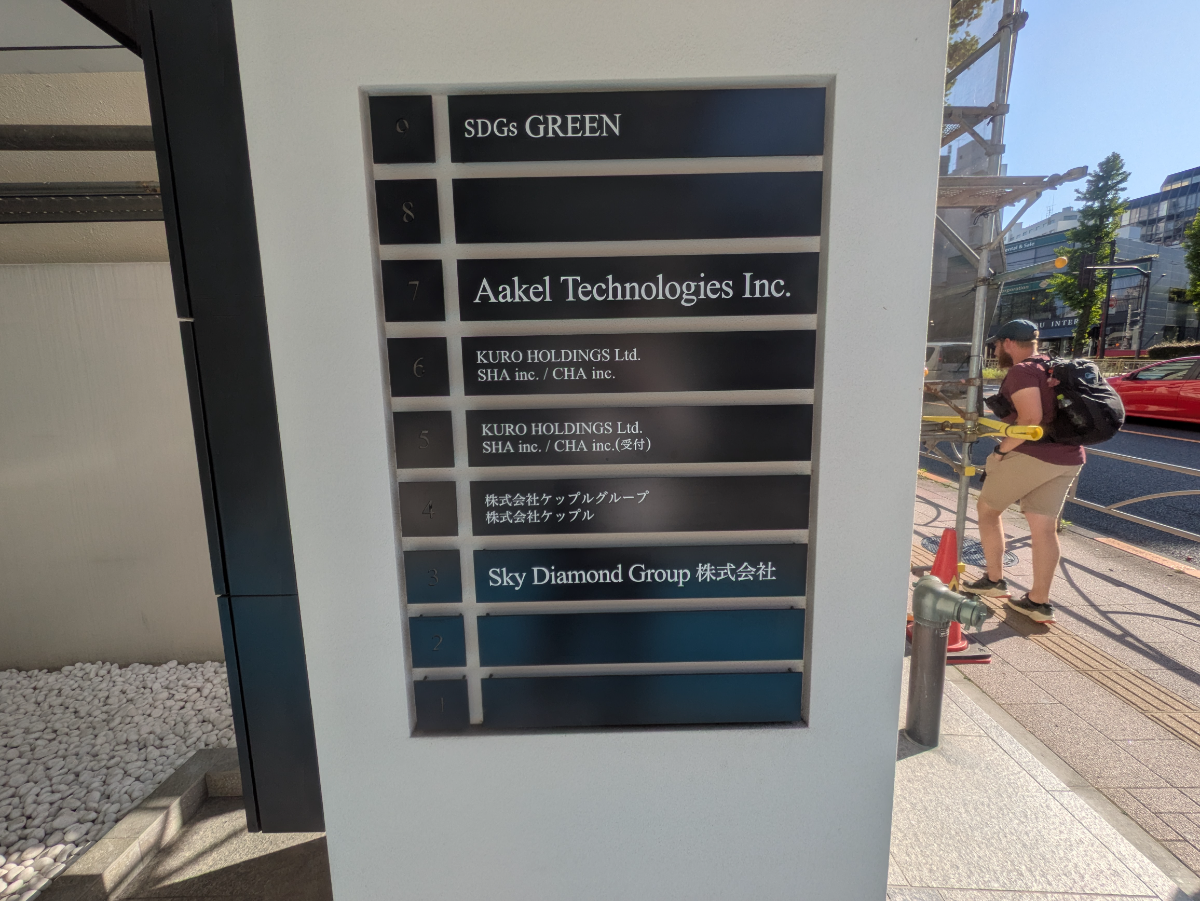 9 SDGs GREEN
8
7 Aakel Technologies Inc.
6 KURO HOLDINGS Ltd.
SHA inc. / CHA inc.
5 KURO HOLDINGS Ltd.
SHA inc. / CHA inc.(受付)
4 株式会社ケップルグループ
株式会社ケップル
3 Sky Diamond Group 株式会社
2
1